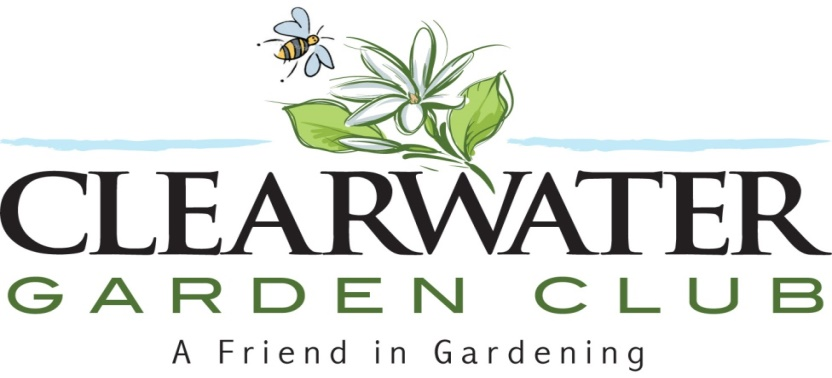 CLEARWATER
GARDEN CLUB
A Friend in Gardening